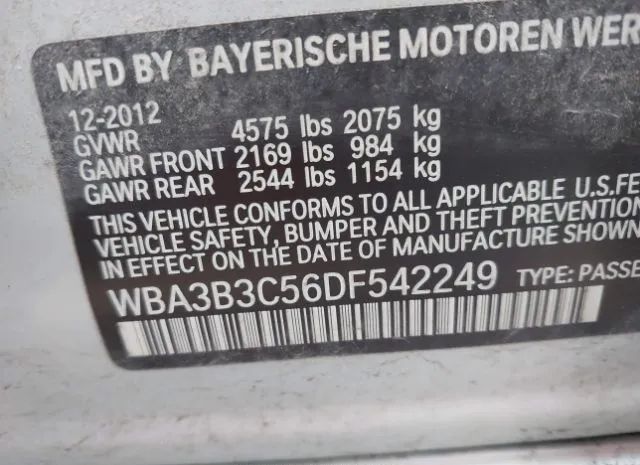 MFD BY BAYERISCHE MOTOREN WER
12-2012
GVWR 4575 lbs 2075 kg
GAWR FRONT 2169 lbs 984 kg
GAWR REAR 2544 lbs 1154 kg
THIS VEHICLE CONFORMS TO ALL APPLICABLE U.S.FE
VEHICLE SAFETY, BUMPER AND THEFT PREVENTION
IN EFFECT ON THE DATE OF MANUFACTURE SHOWN
WBA3B3C56DF542249 TYPE: PASSE